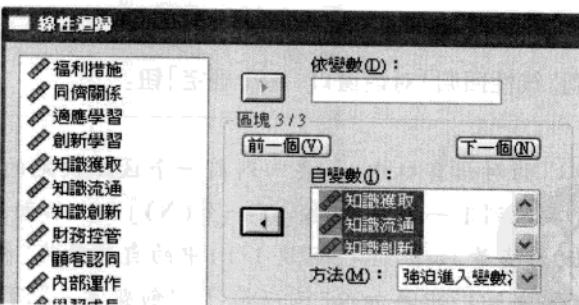 線性迴歸
福利措施
同儕關係
適應學習
創新學習
知識獲取
知識流通
知識創新
財務控管
顧客認同
內部運作
依變數(D)：
區塊 3/3
前一個(V)
下一個(N)
自變數(I)：
知識獲取
知識流通
知識創新
方法(M)：
強迫進入變數